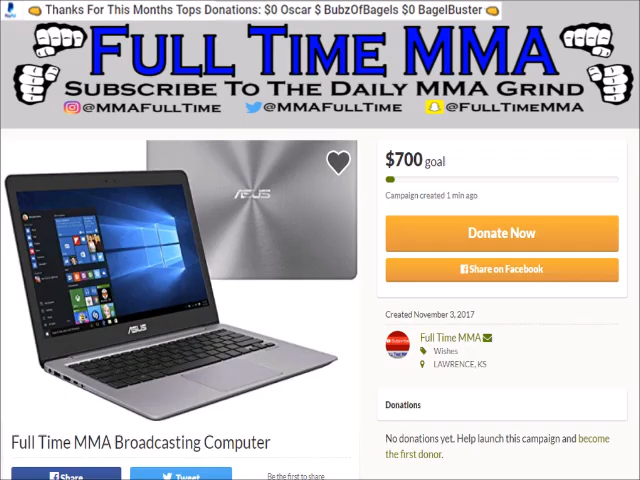 Thanks For This Months Tops Donations: $0 Oscar $ BubzOfBagels $0 BagelBuster
FULL TIME MMA
SUBSCRIBE TO THE DAILY MMA GRIND
@MMAFULLTIME @MMAFULLTIME @FULLTIMEMMA
ASUS
$700 goal
Campaign created 1 min ago
Donate Now
Share on Facebook
Created November 3, 2017
Full Time MMA
Wishes
LAWRENCE, KS
ASUS
Donations
No donations yet. Help launch this campaign and become
the first donor.
Full Time MMA Broadcasting Computer
Share Tweet Be the first to share